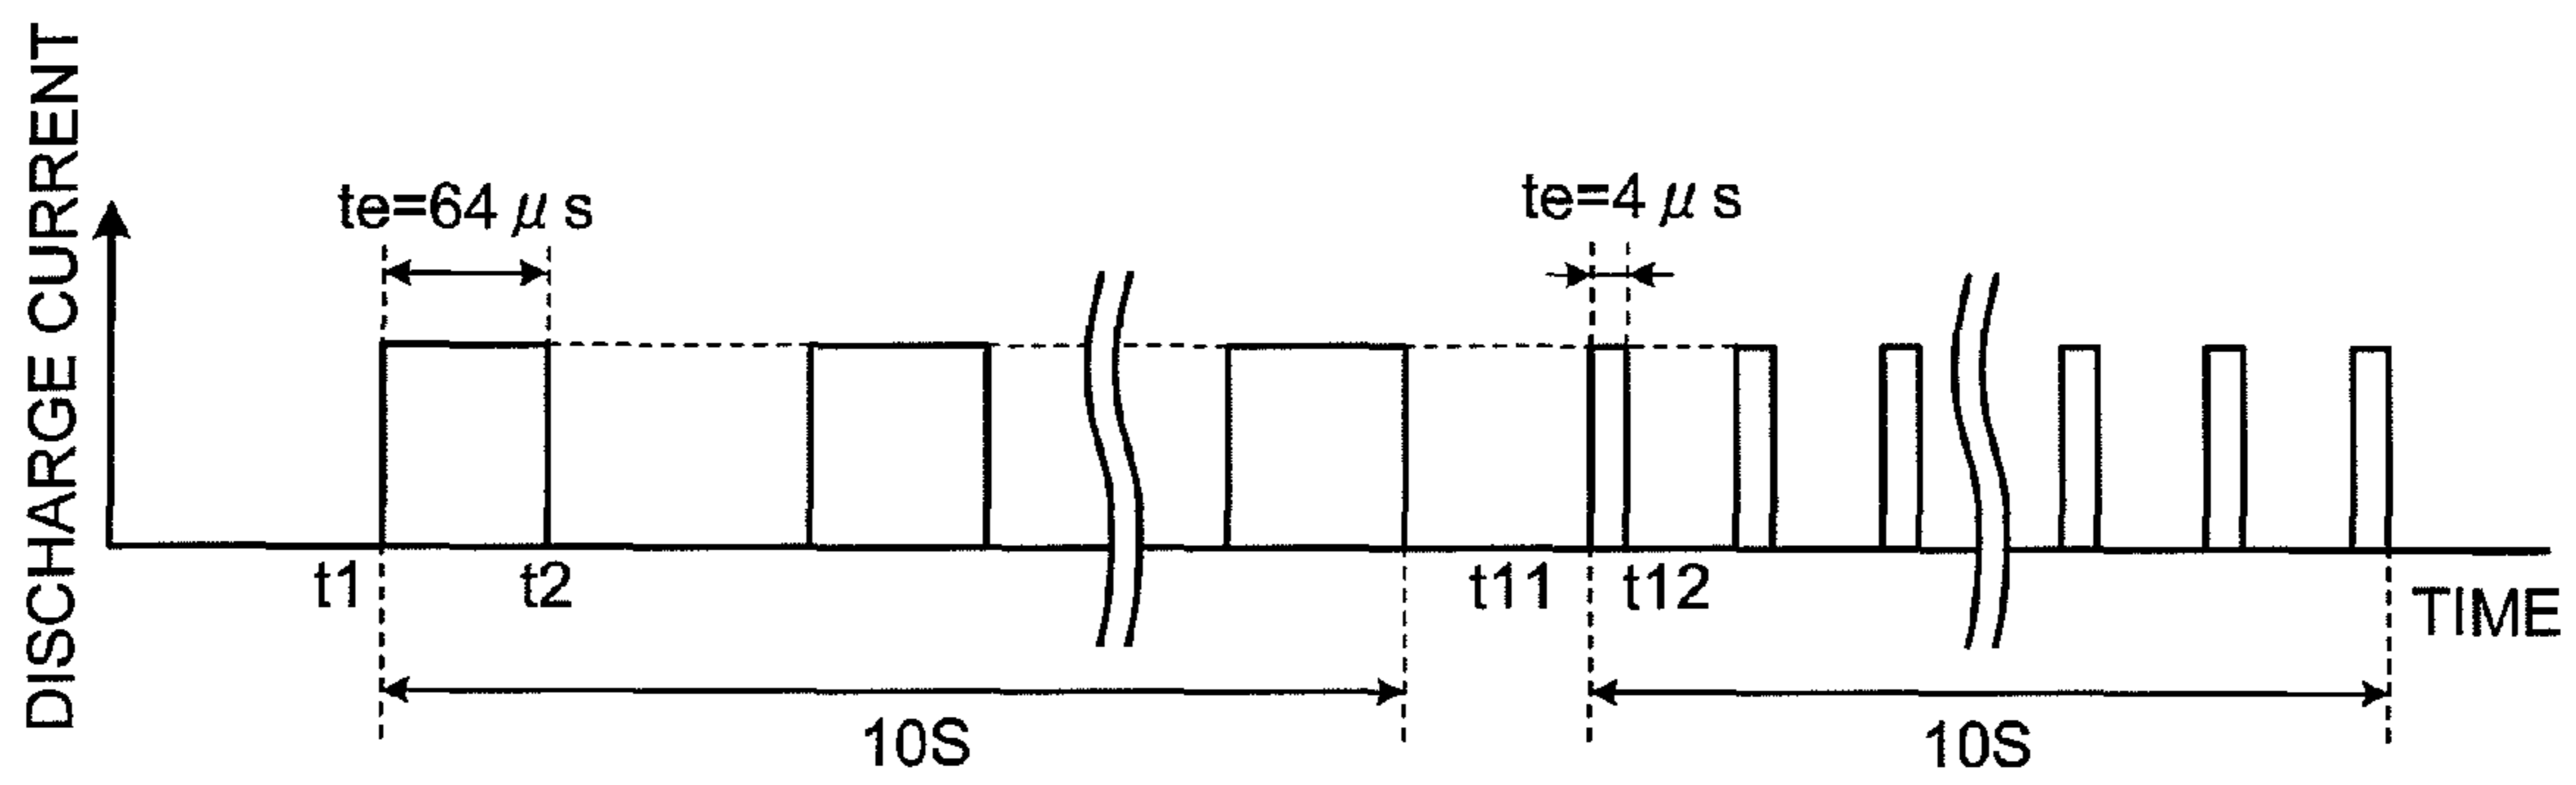 DISCHARGE CURRENT
te=64 μ s
te=4 μ s
t1
t2
t11
t12
TIME
10S
10S